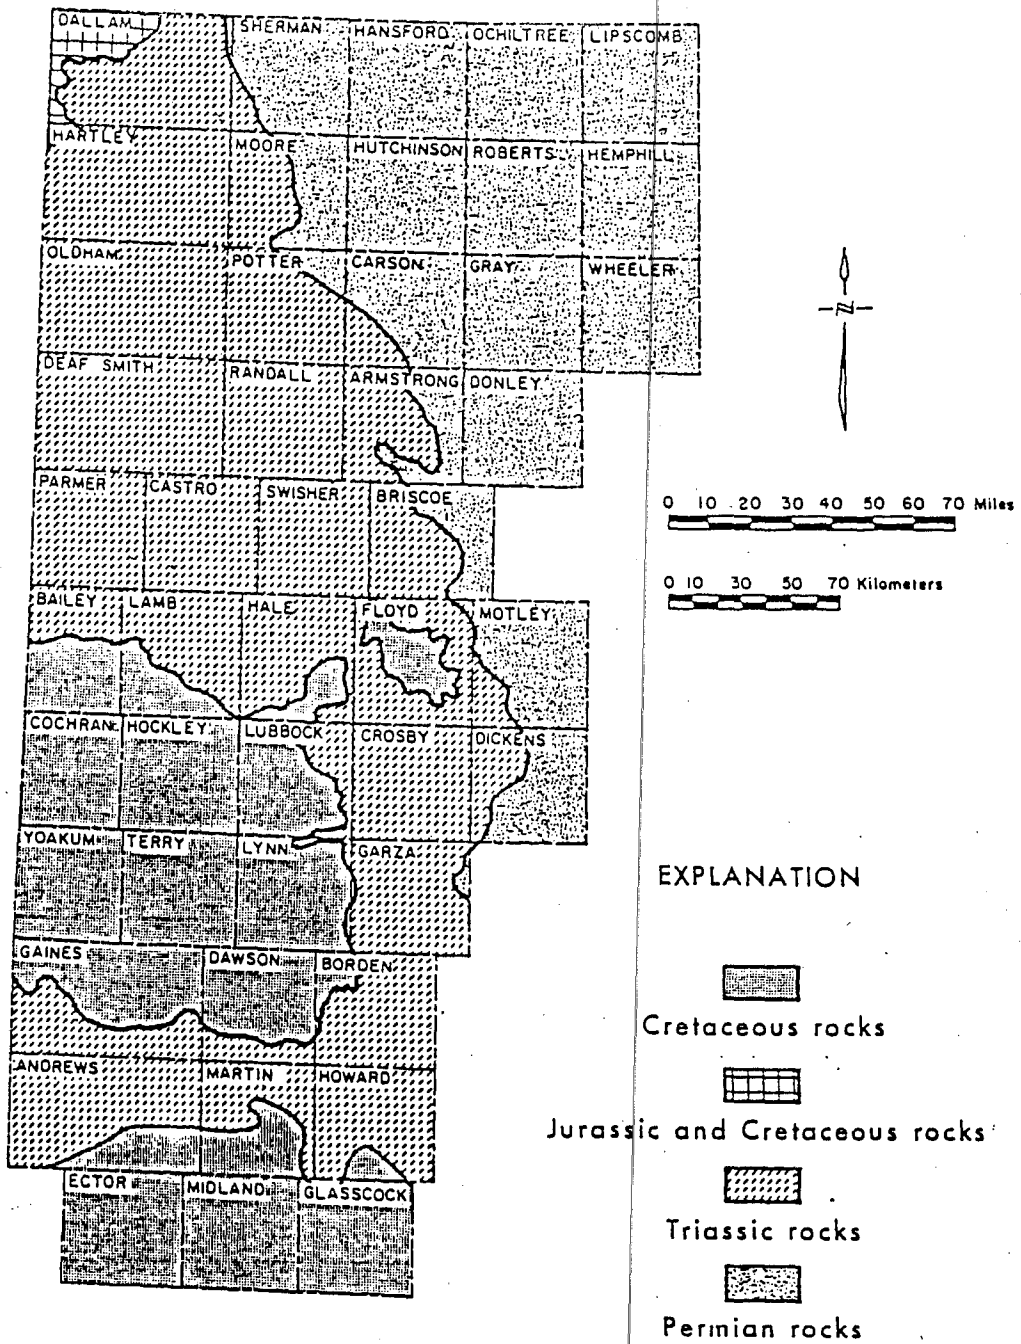 DALLAM
SHERMAN
HANSFORD
OCHILTREE
LIPSCOMB
HARTLEY
MOORE
HUTCHINSON
ROBERTS
HEMPHILL
OLDHAM
POTTER
CARSON
GRAY
WHEELER
N
DEAF SMITH
RANDALL
ARMSTRONG
DONLEY
PARMER
CASTRO
SWISHER
BRISCOE
0 10 20 30 40 50 60 70 Miles
0 10 30 50 70 Kilometers
BAILEY
LAMB
HALE
FLOYD
MOTLEY
COCHRAN
HOCKLEY
LUBBOCK
CROSBY
DICKENS
YOAKUM
TERRY
LYNN
GARZA
GAINES
DAWSON
BORDEN
ANDREWS
MARTIN
HOWARD
ECTOR
MIDLAND
GLASSCOCK
EXPLANATION
Cretaceous rocks
Jurassic and Cretaceous rocks
Triassic rocks
Permian rocks